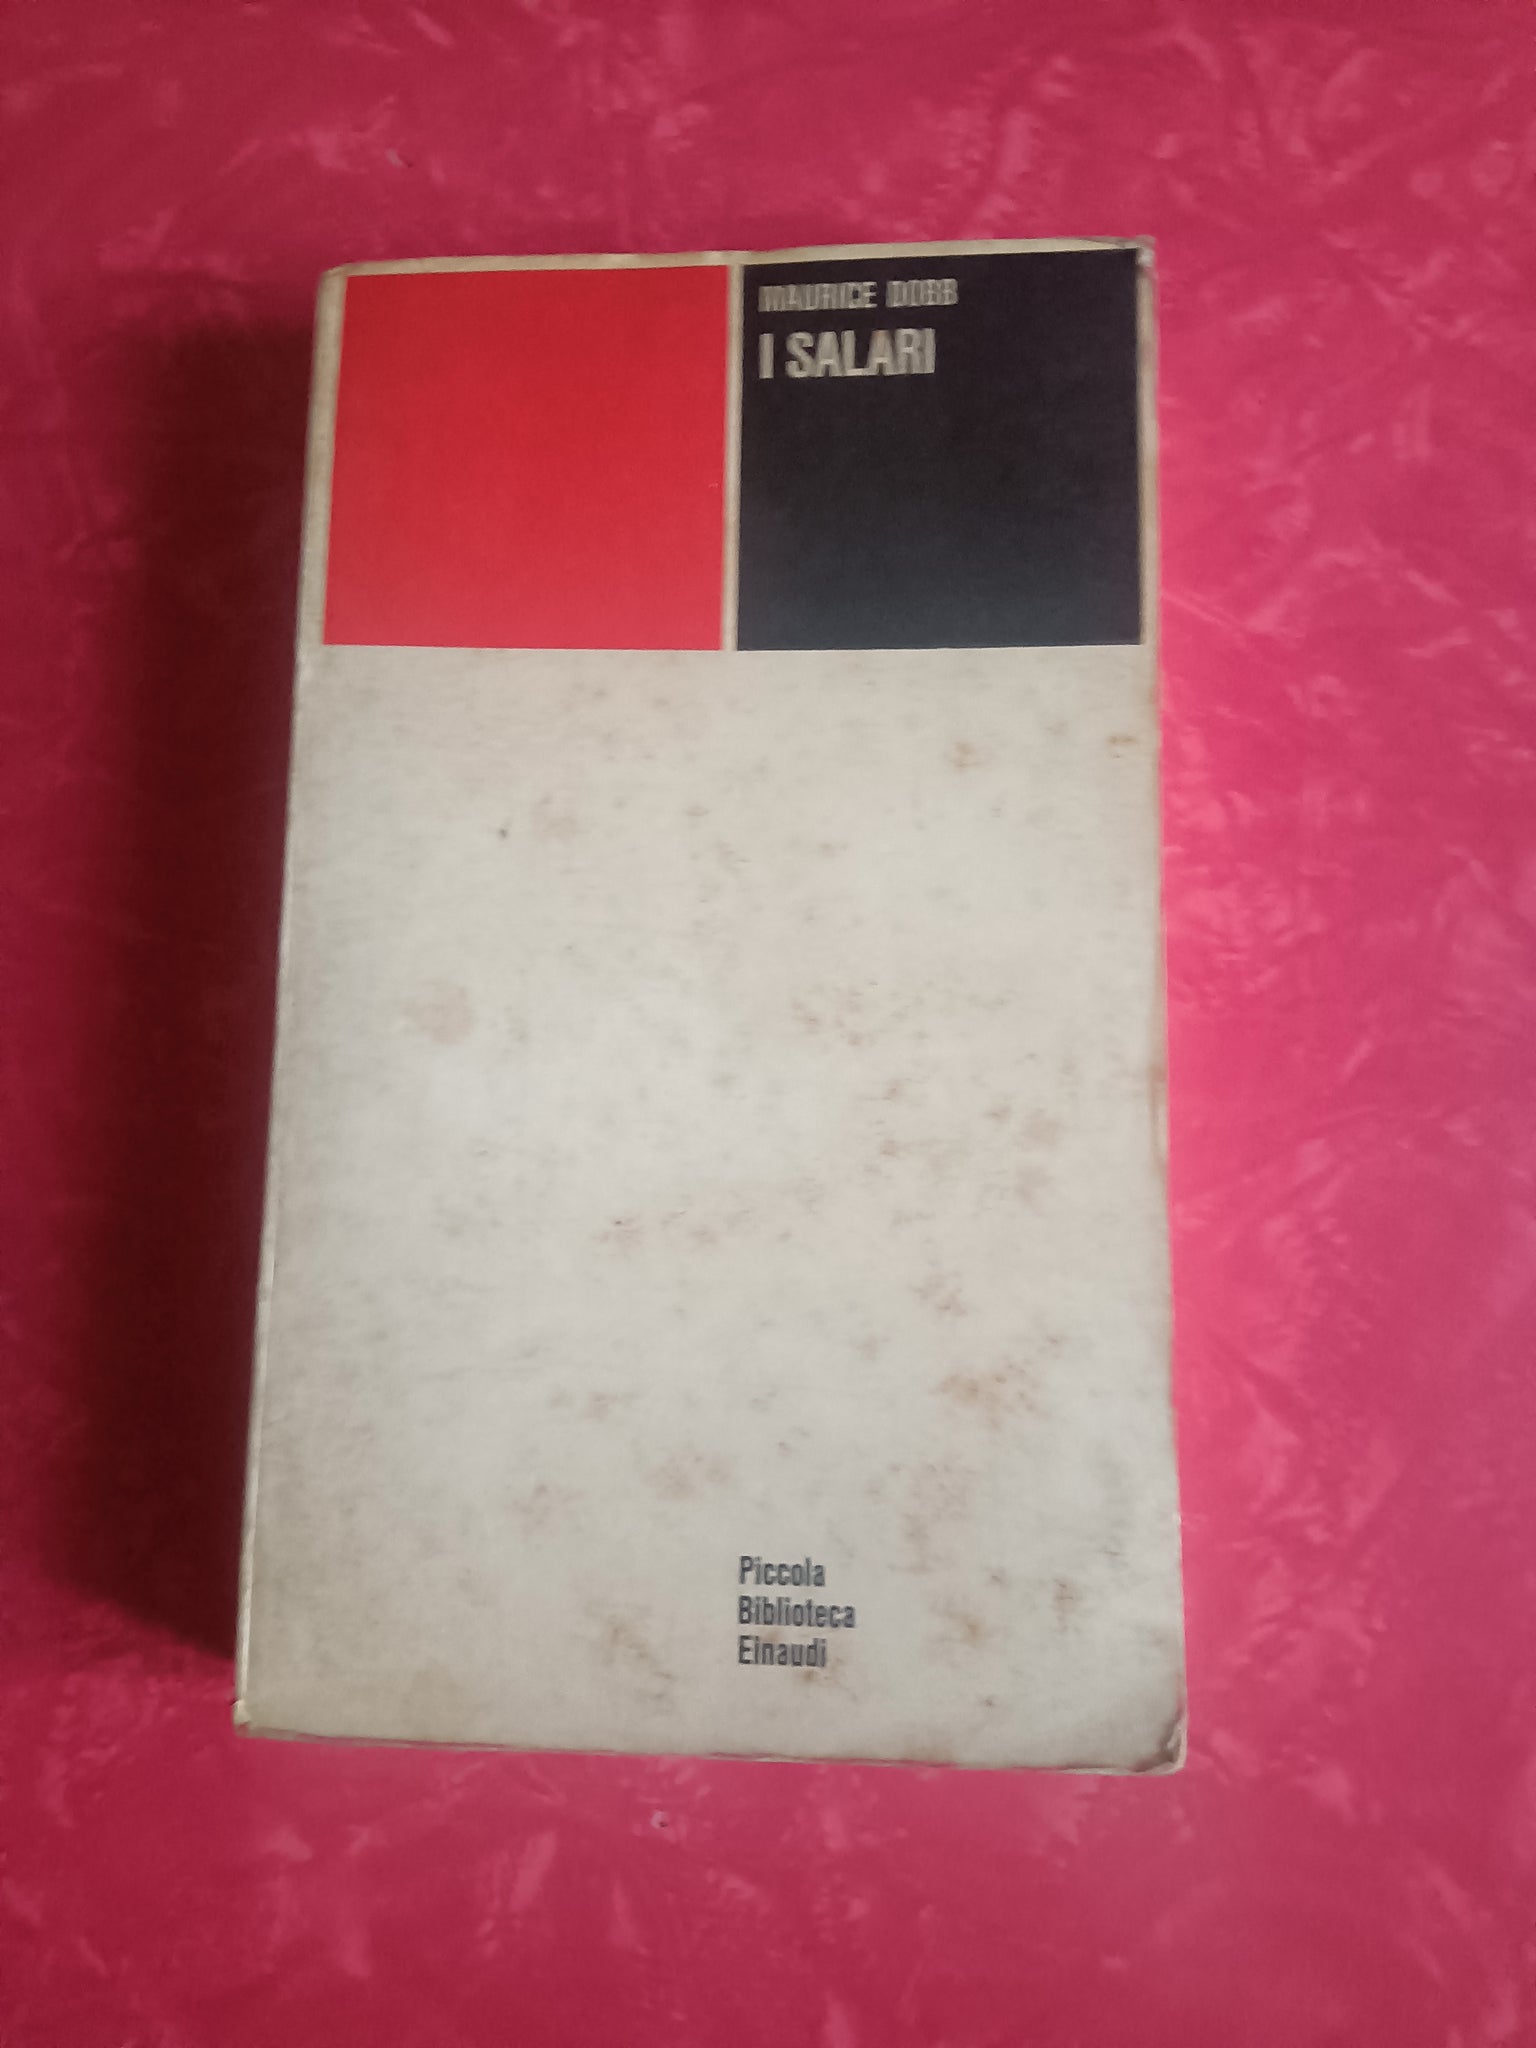 MAURICE DOBB
I SALARI
Piccola
Biblioteca
Einaudi